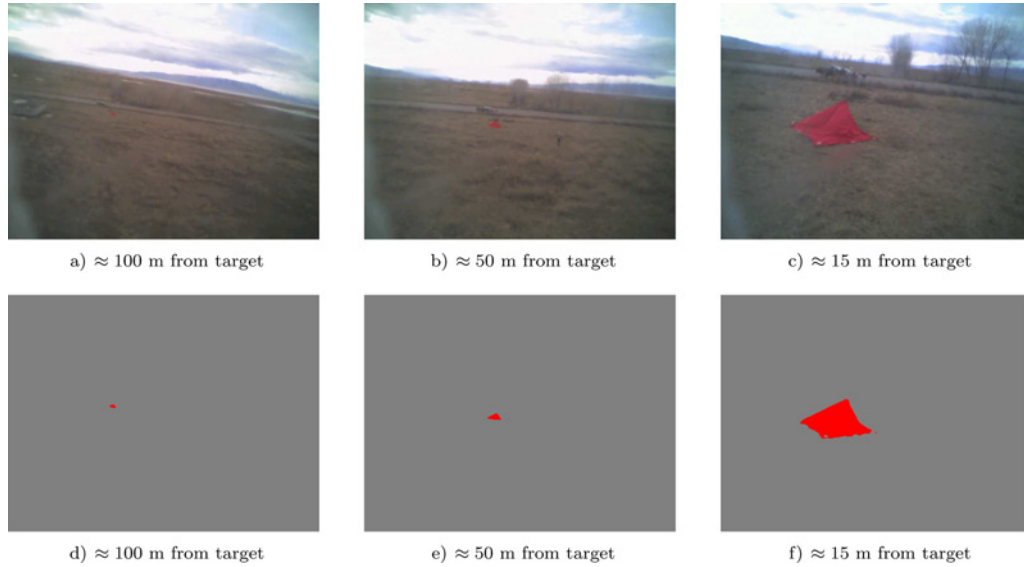 a) ≈ 100 m from target
b) ≈ 50 m from target
c) ≈ 15 m from target
d) ≈ 100 m from target
e) ≈ 50 m from target
f) ≈ 15 m from target